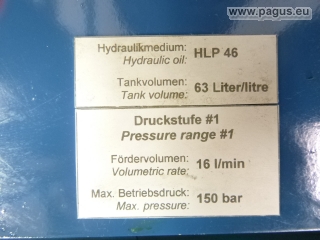 www.pagus.eu
Hydraulikmedium: HLP 46
Hydraulic oil:
Tankvolumen: 63 Liter/litre
Tank volume:
Druckstufe #1
Pressure range #1
Fördervolumen: 16 l/min
Volumetric rate:
Max. Betriebsdruck: 150 bar
Max. pressure: